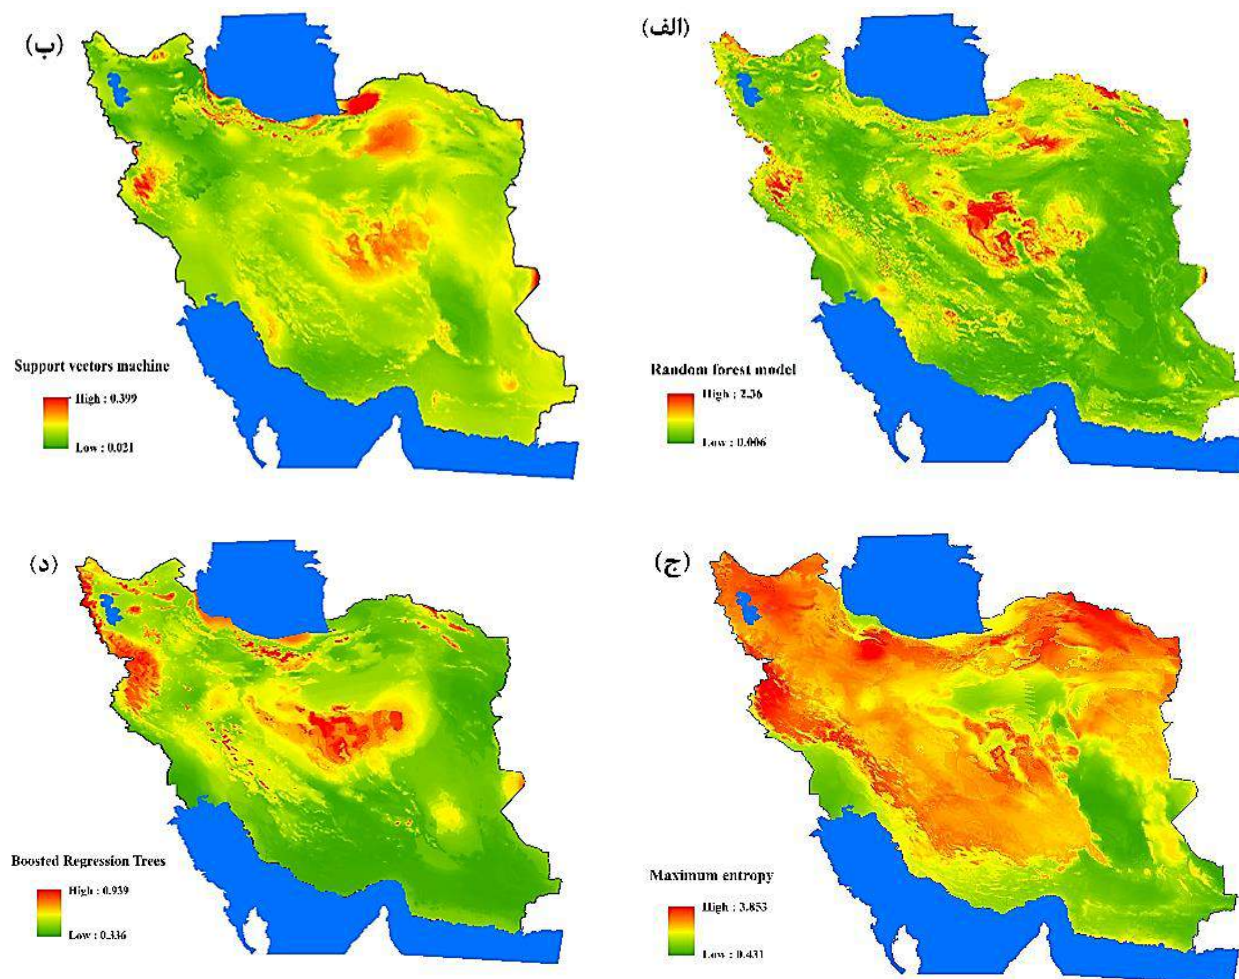 (الف)
Random forest model
High : 2.36
Low : 0.006
(ب)
Support vectors machine
High : 0.399
Low : 0.021
(ج)
Maximum entropy
High : 3.853
Low : 0.431
(د)
Boosted Regression Trees
High : 0.939
Low : 0.336